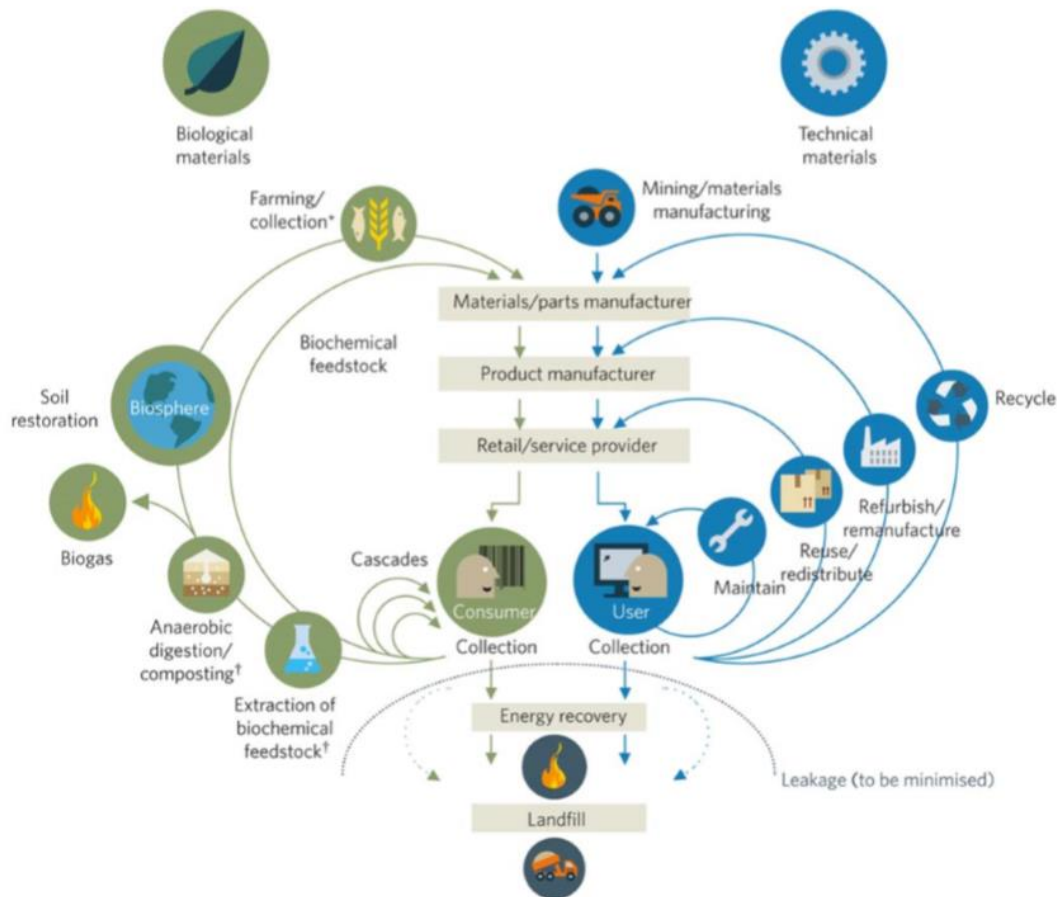 Biological
materials
Technical
materials
Farming/
collection*
Mining/materials
manufacturing
Materials/parts manufacturer
Biochemical
feedstock
Product manufacturer
Soil
restoration
Biosphere
Recycle
Retail/service provider
Refurbish/
remanufacture
Biogas
Reuse/
redistribute
Cascades
Maintain
Consumer
User
Anaerobic
digestion/
composting†
Collection
Collection
Extraction of
biochemical
feedstock†
Energy recovery
Leakage (to be minimised)
Landfill